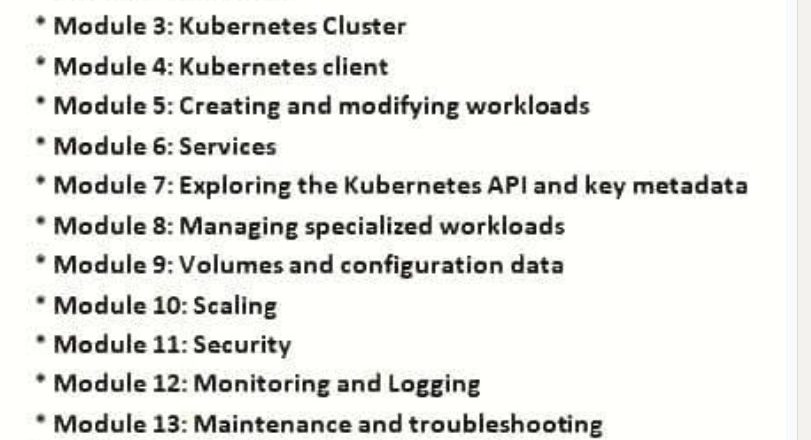 * Module 3: Kubernetes Cluster
* Module 4: Kubernetes client
* Module 5: Creating and modifying workloads
* Module 6: Services
* Module 7: Exploring the Kubernetes API and key metadata
* Module 8: Managing specialized workloads
* Module 9: Volumes and configuration data
* Module 10: Scaling
* Module 11: Security
* Module 12: Monitoring and Logging
* Module 13: Maintenance and troubleshooting